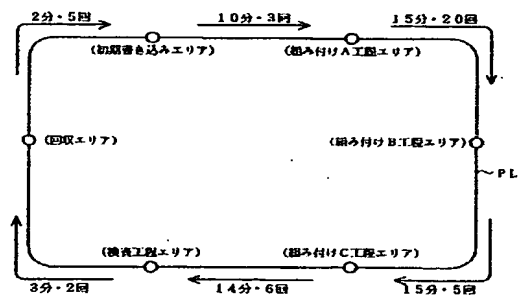 2分・5回
10分・3回
15分・20回
(初期書き込みエリア)
(組み付けA工程エリア)
(回収エリア)
(組み付けB工程エリア)
PL
(検査工程エリア)
(組み付けC工程エリア)
3分・2回
14分・6回
15分・5回